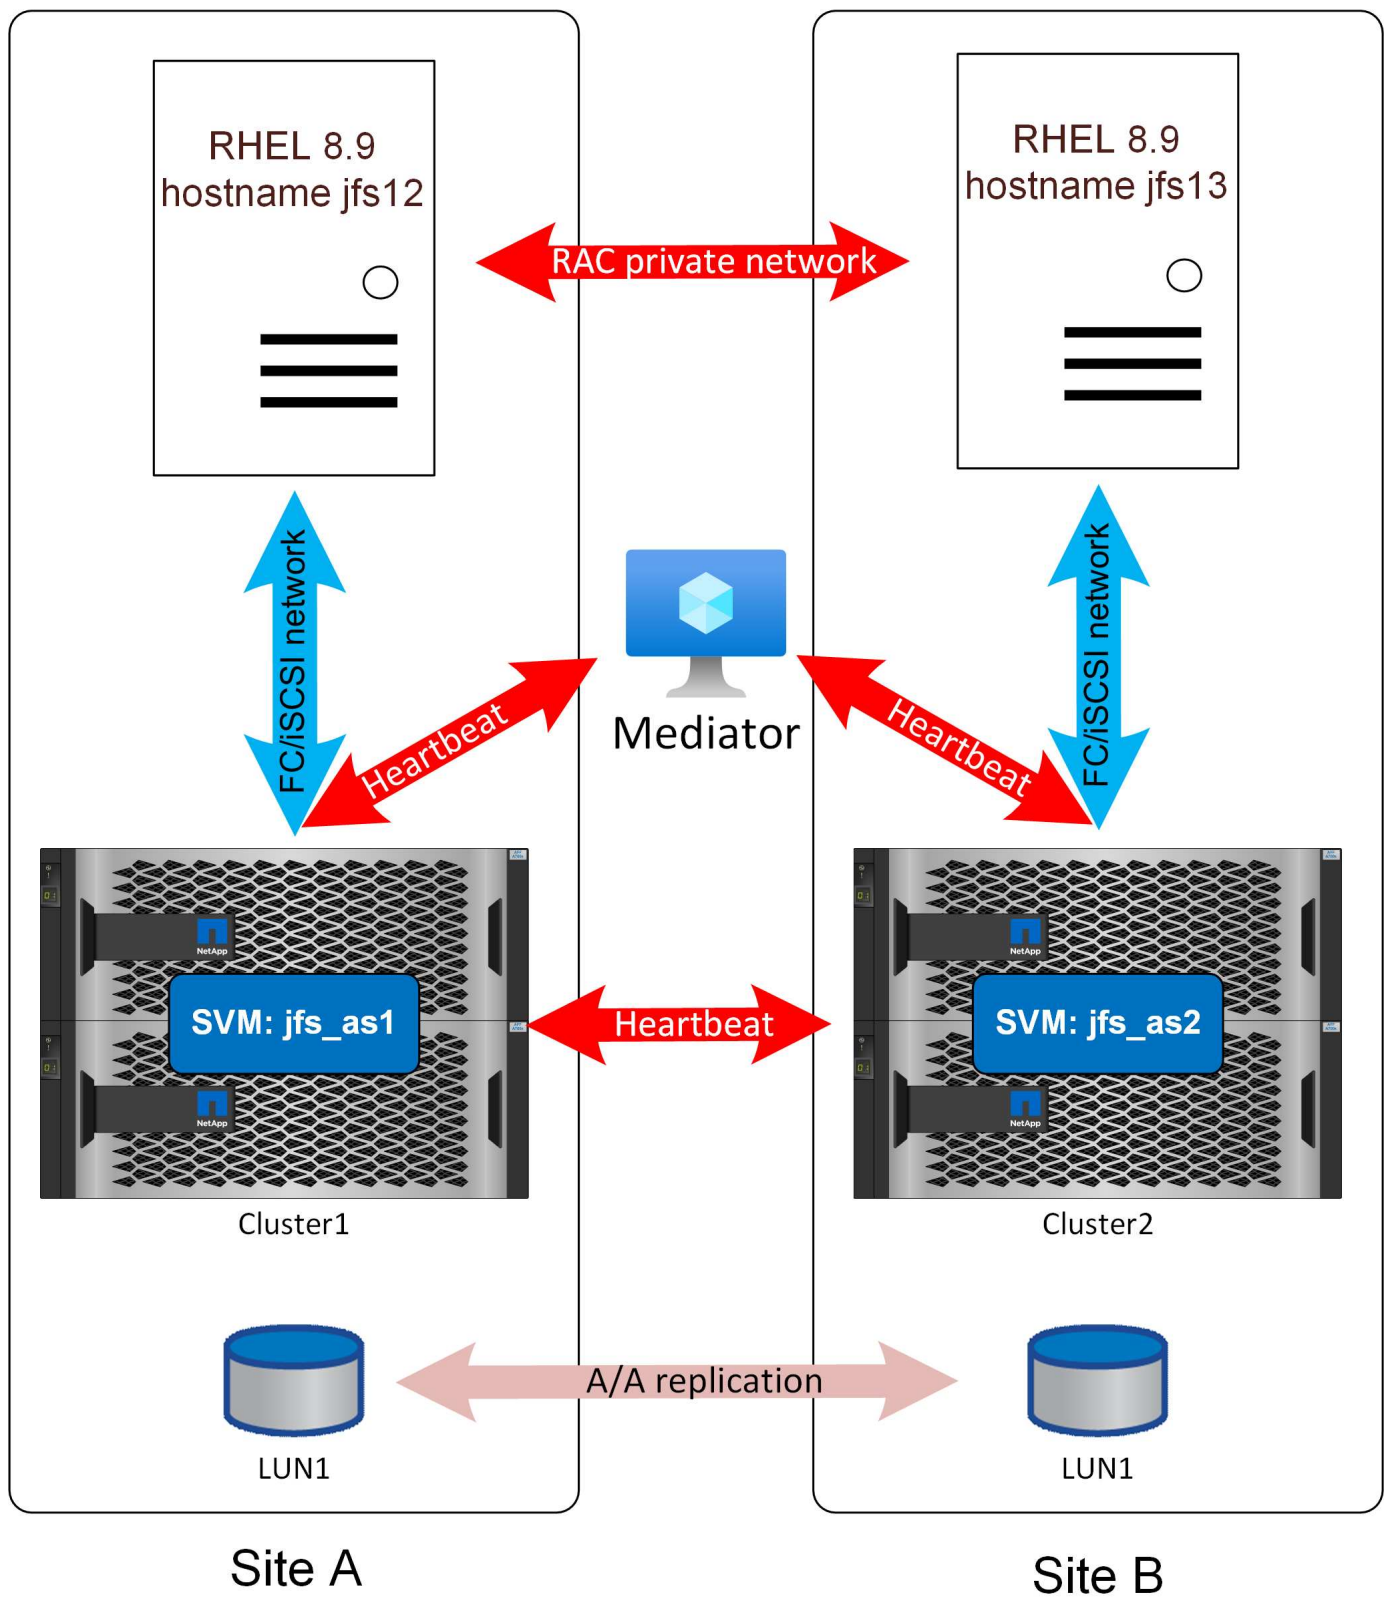 RHEL 8.9
hostname jfs12
RHEL 8.9
hostname jfs13
RAC private network
FC/iSCSI network
FC/iSCSI network
Mediator
Heartbeat
Heartbeat
NetApp
SVM: jfs_as1
NetApp
Cluster1
Heartbeat
NetApp
SVM: jfs_as2
NetApp
Cluster2
A/A replication
LUN1
LUN1
Site A
Site B